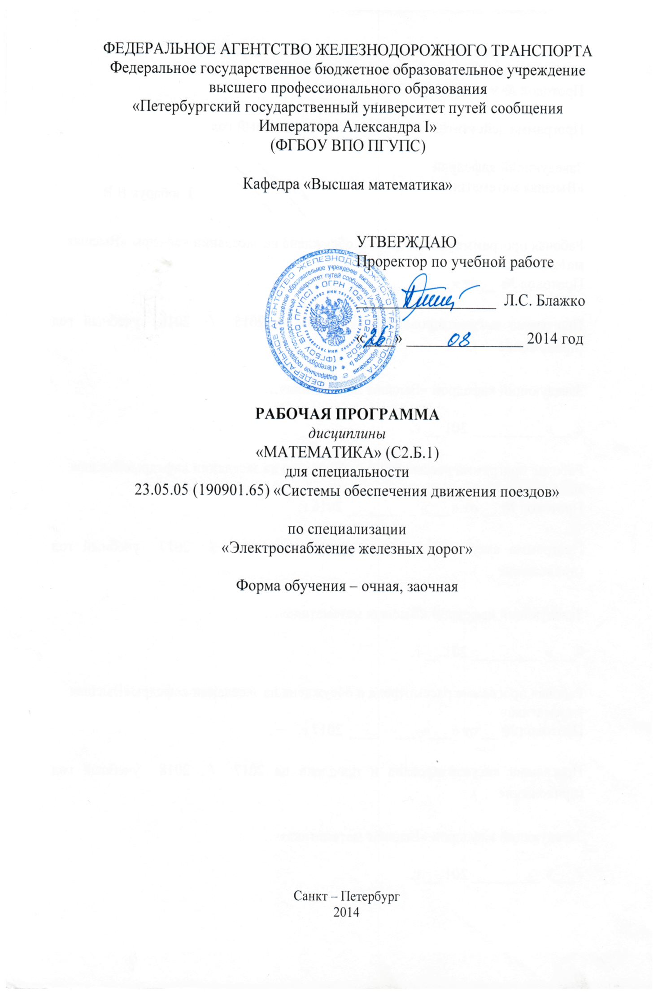 ФЕДЕРАЛЬНОЕ АГЕНТСТВО ЖЕЛЕЗНОДОРОЖНОГО ТРАНСПОРТА
Федеральное государственное бюджетное образовательное учреждение
высшего профессионального образования
«Петербургский государственный университет путей сообщения
Императора Александра I»
(ФГБОУ ВПО ПГУПС)
Кафедра «Высшая математика»
УТВЕРЖДАЮ
Проректор по учебной работе
Л.С. Блажко
«26» 08 2014 год
РАБОЧАЯ ПРОГРАММА
дисциплины
«МАТЕМАТИКА» (С2.Б.1)
для специальности
23.05.05 (190901.65) «Системы обеспечения движения поездов»
по специализации
«Электроснабжение железных дорог»
Форма обучения – очная, заочная
Санкт – Петербург
2014